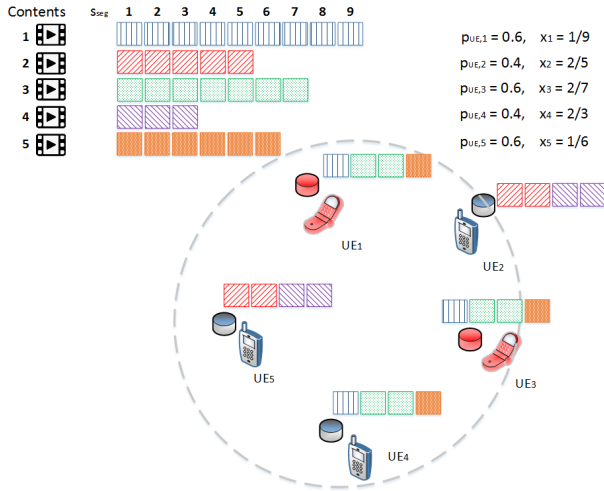 Contents sseg 1 2 3 4 5 6 7 8 9
1 pUE,1 = 0.6, x1 = 1/9
2 pUE,2 = 0.4, x2 = 2/5
3 pUE,3 = 0.6, x3 = 2/7
4 pUE,4 = 0.4, x4 = 2/3
5 pUE,5 = 0.6, x5 = 1/6
UE1
UE2
UE5
UE3
UE4